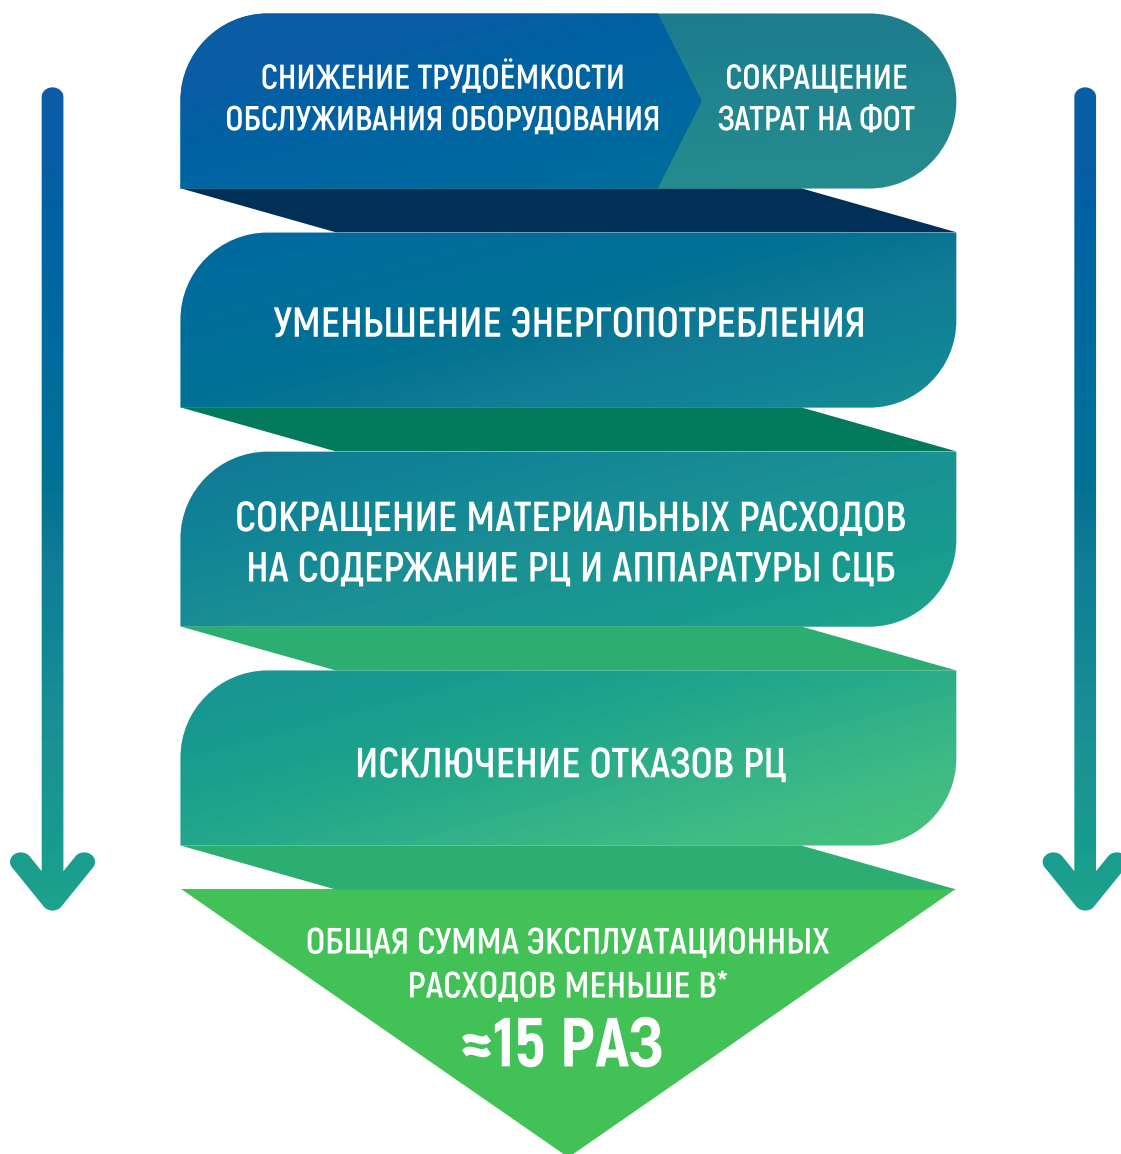 СНИЖЕНИЕ ТРУДОЁМКОСТИ
ОБСЛУЖИВАНИЯ ОБОРУДОВАНИЯ
СОКРАЩЕНИЕ
ЗАТРАТ НА ФОТ
УМЕНЬШЕНИЕ ЭНЕРГОПОТРЕБЛЕНИЯ
СОКРАЩЕНИЕ МАТЕРИАЛЬНЫХ РАСХОДОВ
НА СОДЕРЖАНИЕ РЦ И АППАРАТУРЫ СЦБ
ИСКЛЮЧЕНИЕ ОТКАЗОВ РЦ
ОБЩАЯ СУММА ЭКСПЛУАТАЦИОННЫХ
РАСХОДОВ МЕНЬШЕ В*
≈15 РАЗ